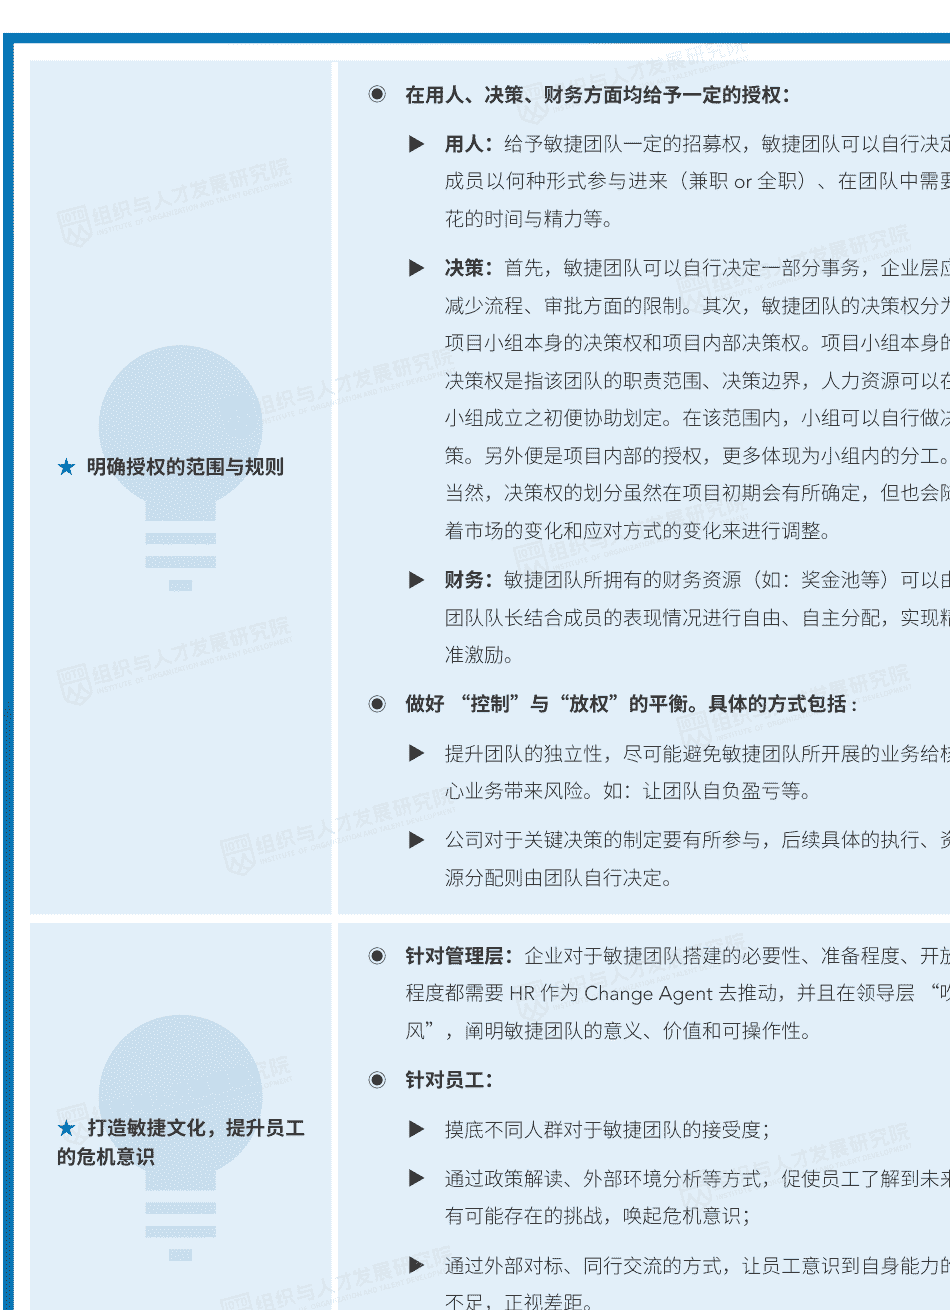 在用人、决策、财务方面均给予一定的授权：
用人：给予敏捷团队一定的招募权，敏捷团队可以自行决定
成员以何种形式参与进来（兼职 or 全职）、在团队中需要
花的时间与精力等。
决策：首先，敏捷团队可以自行决定一部分事务，企业层应
减少流程、审批方面的限制。其次，敏捷团队的决策权分为
项目小组本身的决策权和项目内部决策权。项目小组本身的
决策权是指该团队的职责范围、决策边界，人力资源可以在
小组成立之初便协助划定。在该范围内，小组可以自行做决
策。另外便是项目内部的授权，更多体现为小组内的分工。
当然，决策权的划分虽然在项目初期会有所确定，但也会随
着市场的变化和应对方式的变化来进行调整。
★ 明确授权的范围与规则
财务：敏捷团队所拥有的财务资源（如：奖金池等）可以由
团队队长结合成员的表现情况进行自由、自主分配，实现精
准激励。
做好 “控制”与“放权”的平衡。具体的方式包括 :
提升团队的独立性，尽可能避免敏捷团队所开展的业务给核
心业务带来风险。如：让团队自负盈亏等。
公司对于关键决策的制定要有所参与，后续具体的执行、资
源分配则由团队自行决定。
针对管理层：企业对于敏捷团队搭建的必要性、准备程度、开放
程度都需要 HR 作为 Change Agent 去推动，并且在领导层 “吹
风”，阐明敏捷团队的意义、价值和可操作性。
针对员工：
★ 打造敏捷文化，提升员工
的危机意识
摸底不同人群对于敏捷团队的接受度；
通过政策解读、外部环境分析等方式，促使员工了解到未来
有可能存在的挑战，唤起危机意识；
通过外部对标、同行交流的方式，让员工意识到自身能力的
不足，正视差距。
组织与人才发展研究院